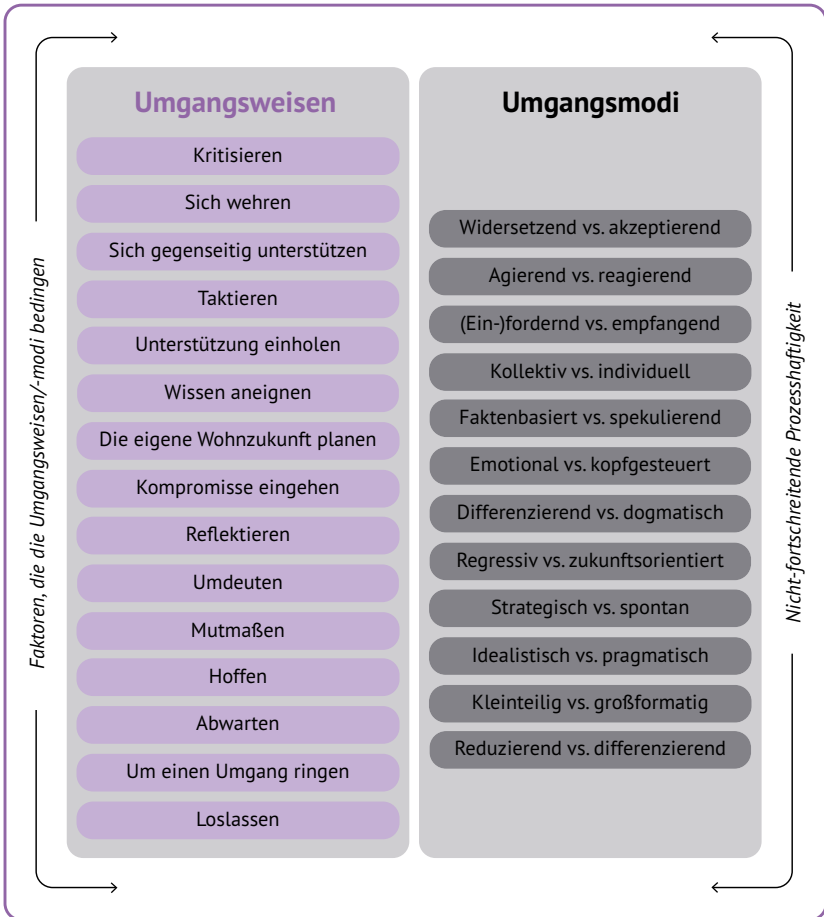 Umgangsweisen
Kritisieren
Sich wehren
Sich gegenseitig unterstützen
Taktieren
Unterstützung einholen
Wissen aneignen
Die eigene Wohnzukunft planen
Kompromisse eingehen
Reflektieren
Umdeuten
Mutmaßen
Hoffen
Abwarten
Um einen Umgang ringen
Loslassen
Umgangsmodi
Widersetzend vs. akzeptierend
Agierend vs. reagierend
(Ein-)fordernd vs. empfangend
Kollektiv vs. individuell
Faktenbasiert vs. spekulierend
Emotional vs. kopfgesteuert
Differenzierend vs. dogmatisch
Regressiv vs. zukunftsorientiert
Strategisch vs. spontan
Idealistisch vs. pragmatisch
Kleinteilig vs. großformatig
Reduzierend vs. differenzierend
Faktoren, die die Umgangsweisen/-modi bedingen
Nicht-fortschreitende Prozesshaftigkeit